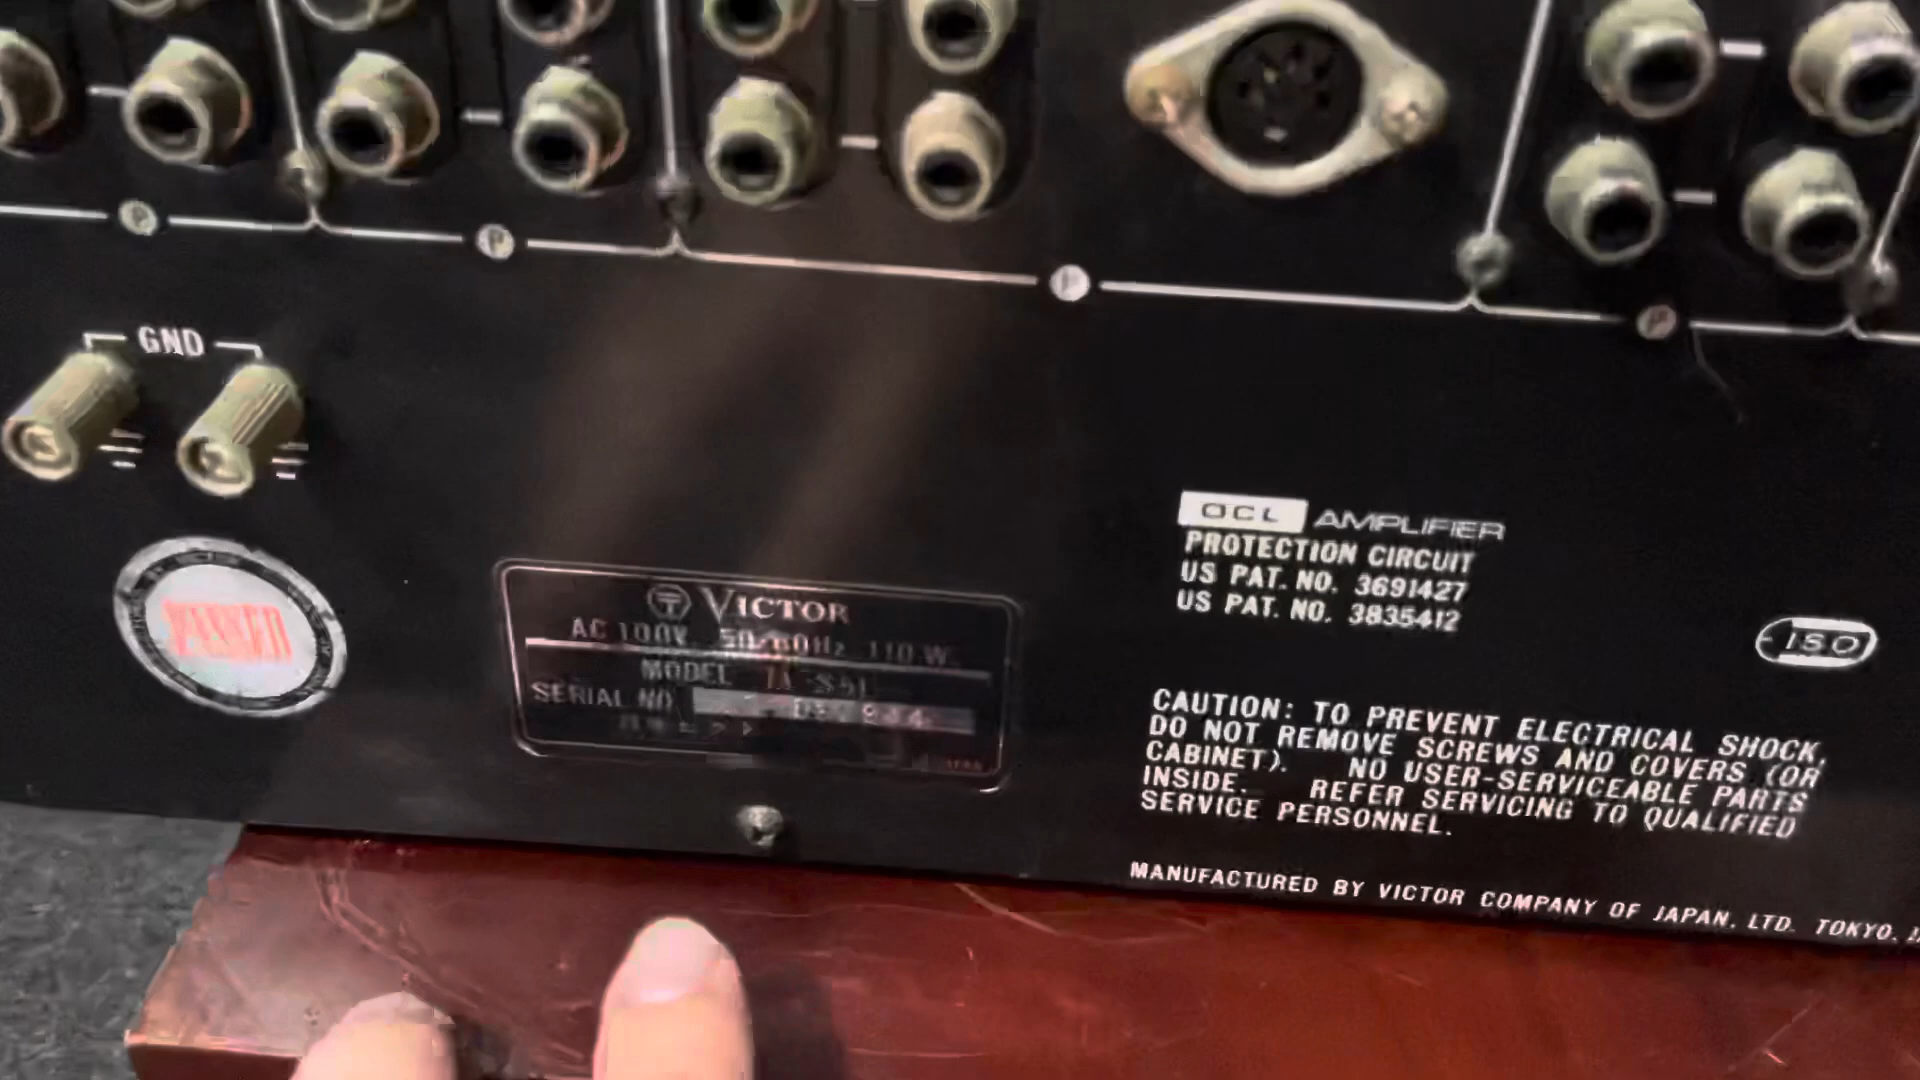 GND
PASSED
VICTOR
AC 100V 50/60Hz 110 W
MODEL
SERIAL NO.
OCL AMPLIFIER
PROTECTION CIRCUIT
US PAT. NO. 3691427
US PAT. NO. 3835412
ISO
CAUTION: TO PREVENT ELECTRICAL SHOCK,
DO NOT REMOVE SCREWS AND COVERS (OR
CABINET). NO USER-SERVICEABLE PARTS
INSIDE. REFER SERVICING TO QUALIFIED
SERVICE PERSONNEL.
MANUFACTURED BY VICTOR COMPANY OF JAPAN, LTD. TOKYO,